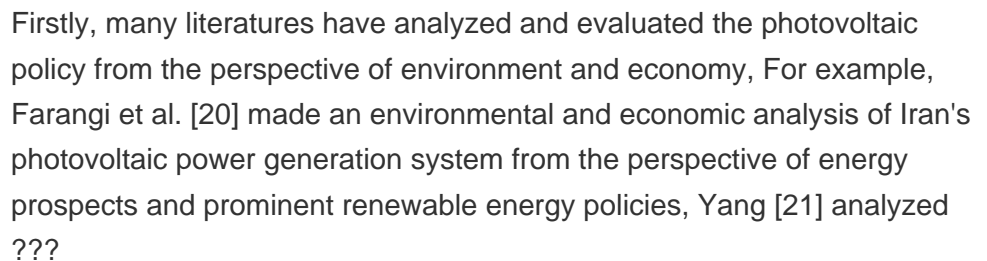 Firstly, many literatures have analyzed and evaluated the photovoltaic
policy from the perspective of environment and economy, For example,
Farangi et al. [20] made an environmental and economic analysis of Iran's
photovoltaic power generation system from the perspective of energy
prospects and prominent renewable energy policies, Yang [21] analyzed
???